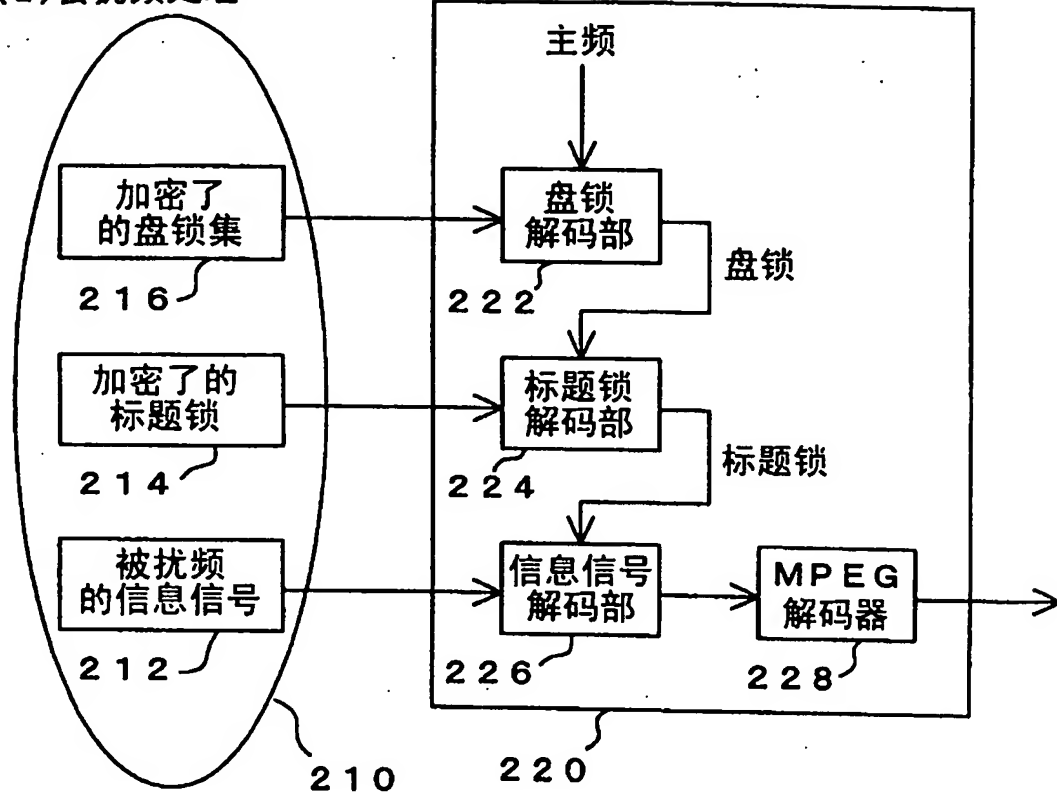 主频
加密了
的盘锁集
216
盘锁
解码部
222
盘锁
加密了的
标题锁
214
标题锁
解码部
224
标题锁
被扰频
的信息信号
212
信息信号
解码部
226
MPEG
解码器
228
210
220